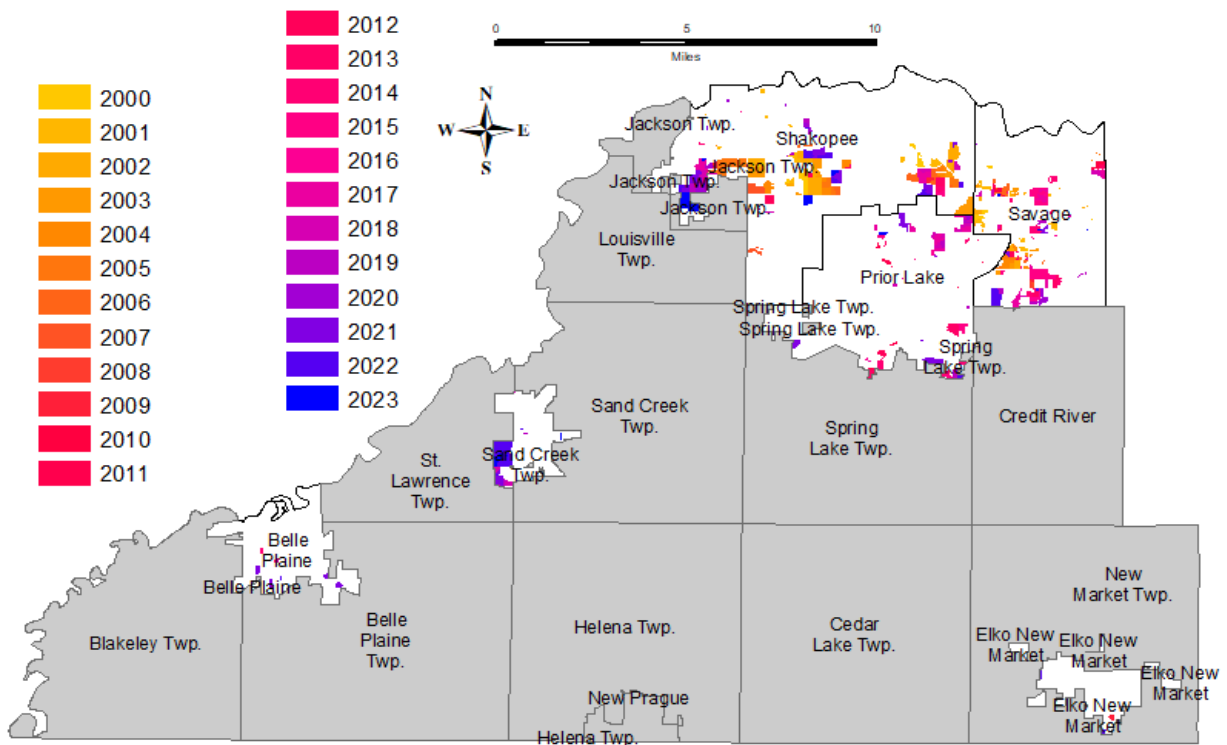 2012
2013
2014
2015
2016
2017
2018
2019
2020
2021
2022
2023
2000
2001
2002
2003
2004
2005
2006
2007
2008
2009
2010
2011
0 5 10
Miles
N
W E
S
Jackson Twp.
Shakopee
Jackson Twp.
Jackson Twp.
Jackson Twp.
Savage
Louisville
Twp.
Prior Lake
Spring Lake Twp.
Spring Lake Twp.
Spring
Lake Twp.
Sand Creek
Twp.
Credit River
Spring
Lake Twp.
Sand Creek
Twp.
St.
Lawrence
Twp.
Belle
Plaine
Belle Plaine
New
Market Twp.
Blakeley Twp.
Belle
Plaine
Twp.
Helena Twp.
Cedar
Lake Twp.
Elko New
Market
Elko New
Market
Elko New
Market
Elko New
Market
New Prague
Helena Twp.